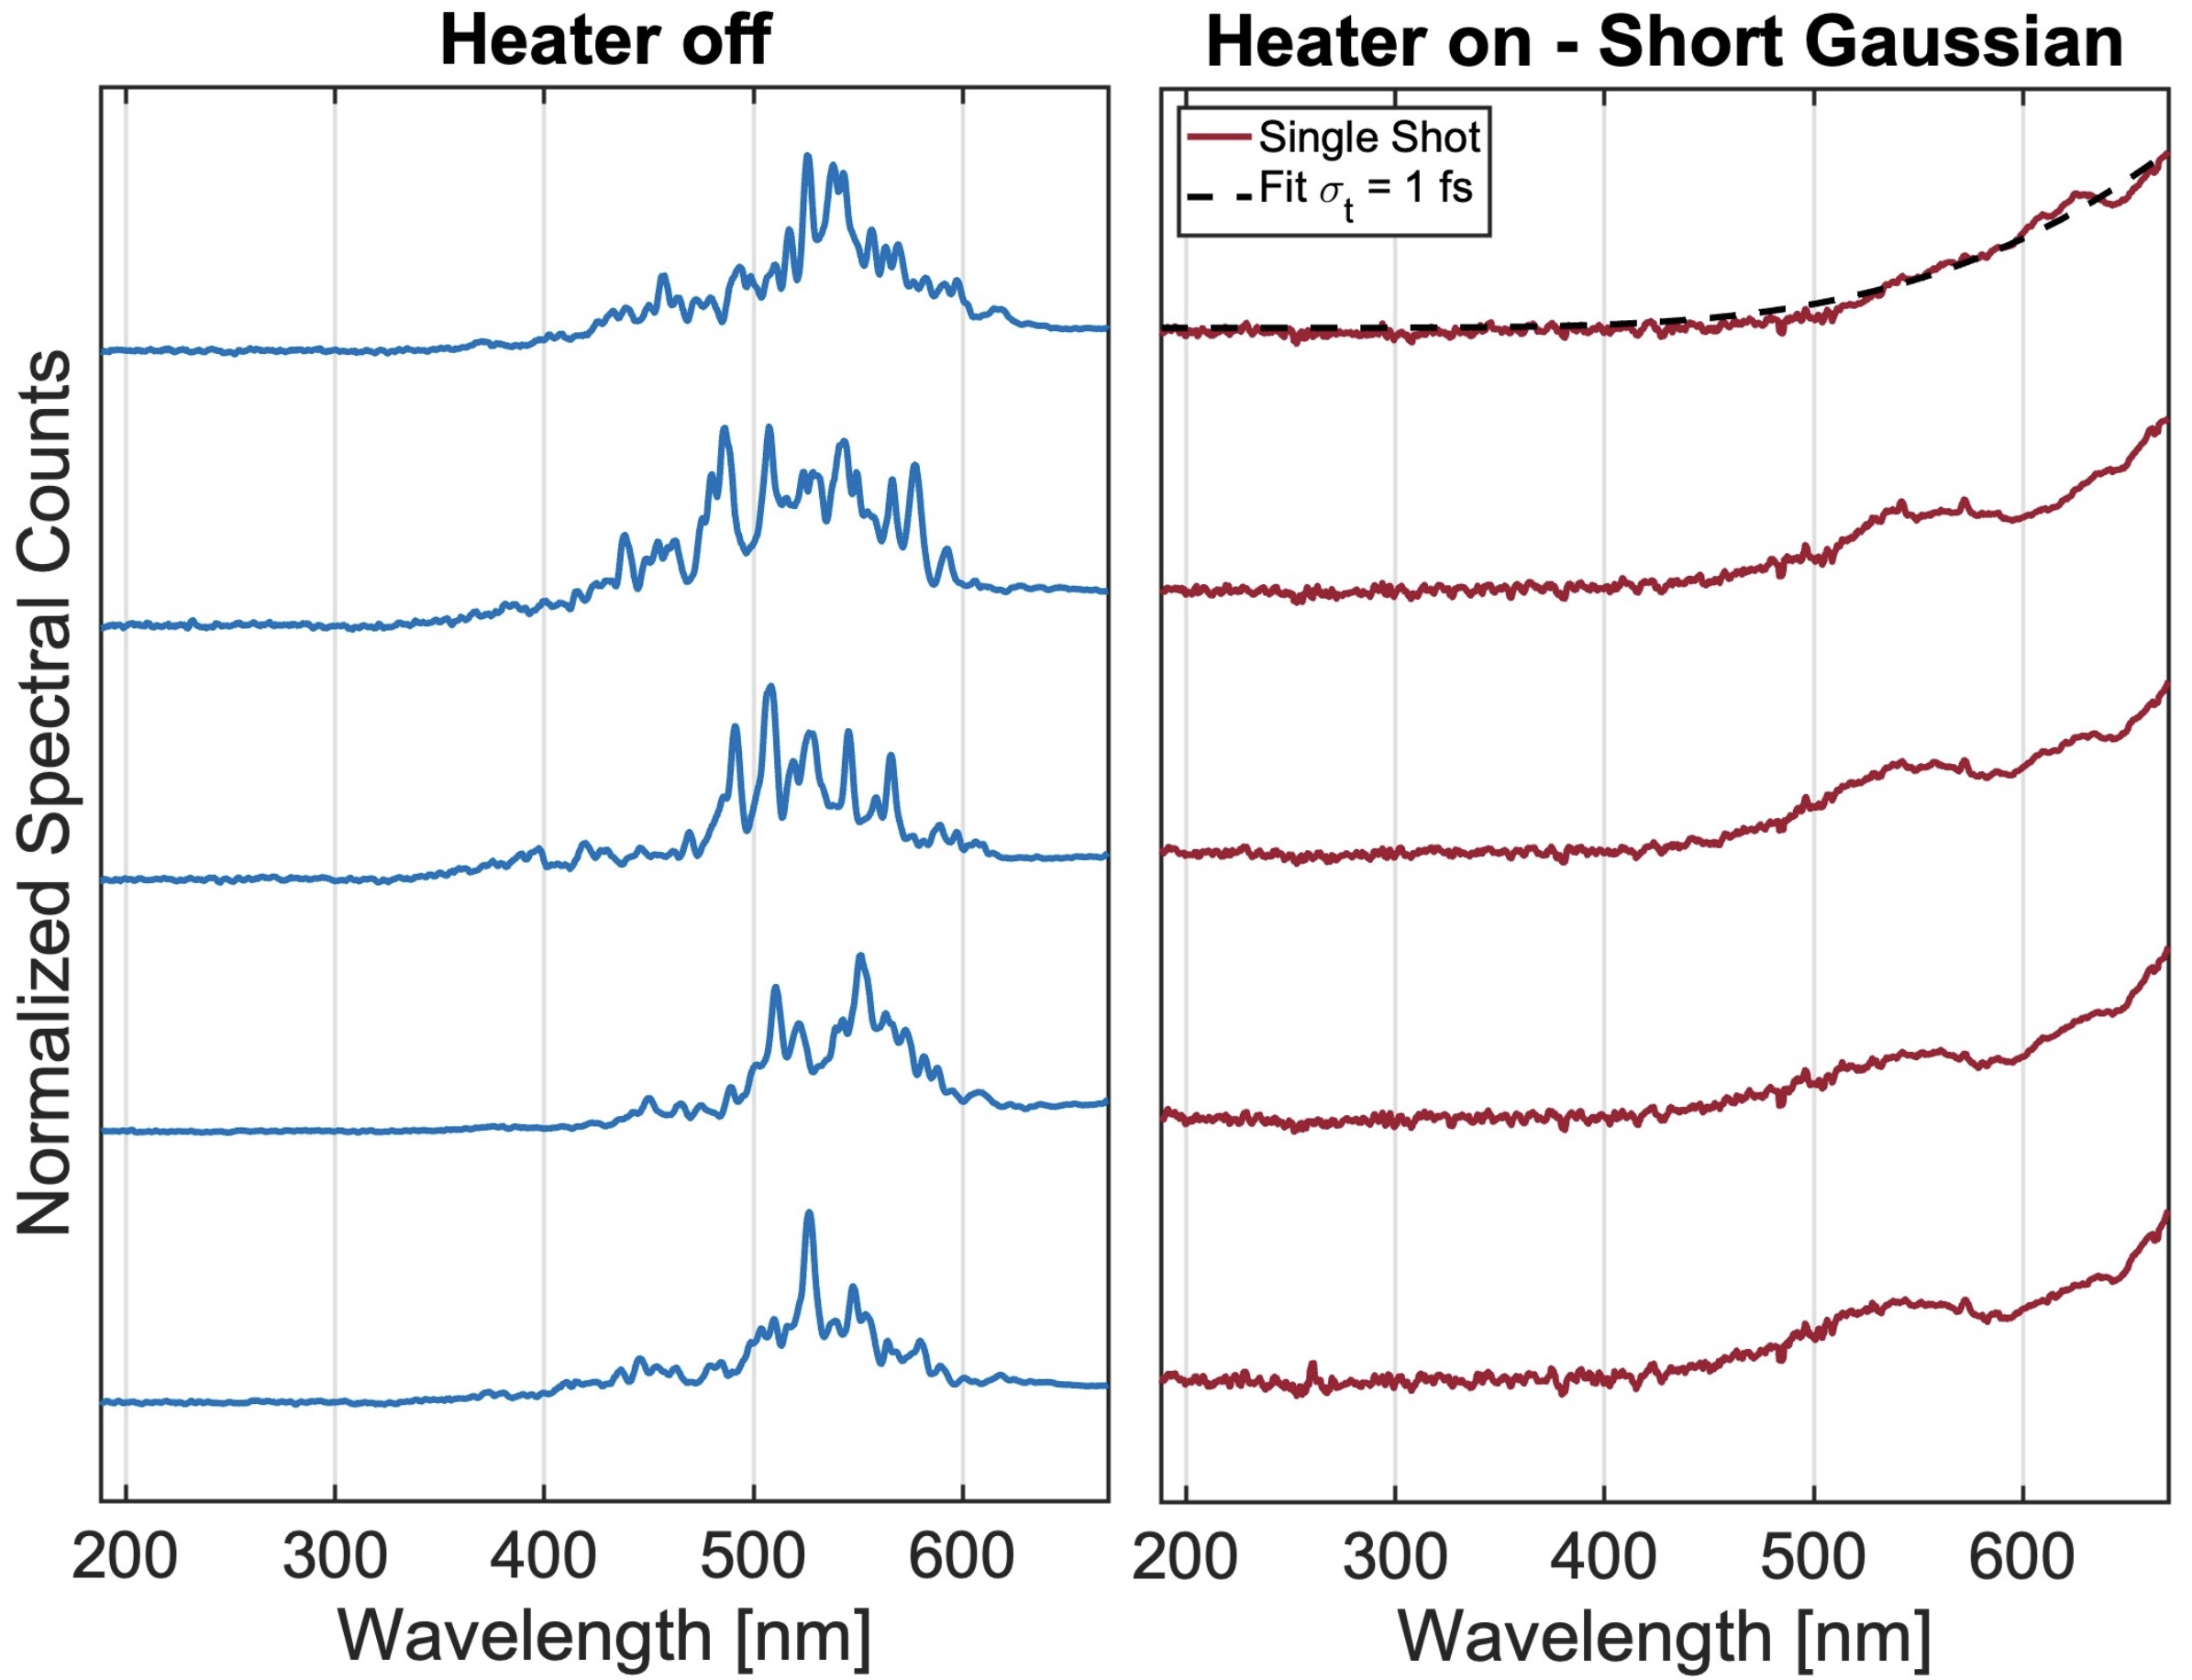 Heater off
Heater on - Short Gaussian
Single Shot
Fit σt = 1 fs
Normalized Spectral Counts
200 300 400 500 600
200 300 400 500 600
Wavelength [nm]
Wavelength [nm]